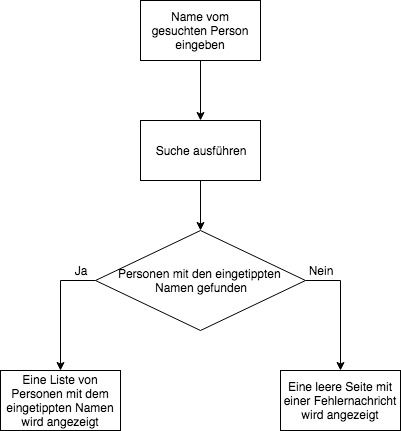 Name vom
gesuchten Person
eingeben
Suche ausführen
Ja
Personen mit den eingetippten
Namen gefunden
Nein
Eine Liste von
Personen mit dem
eingetippten Namen
wird angezeigt
Eine leere Seite mit
einer Fehlernachricht
wird angezeigt